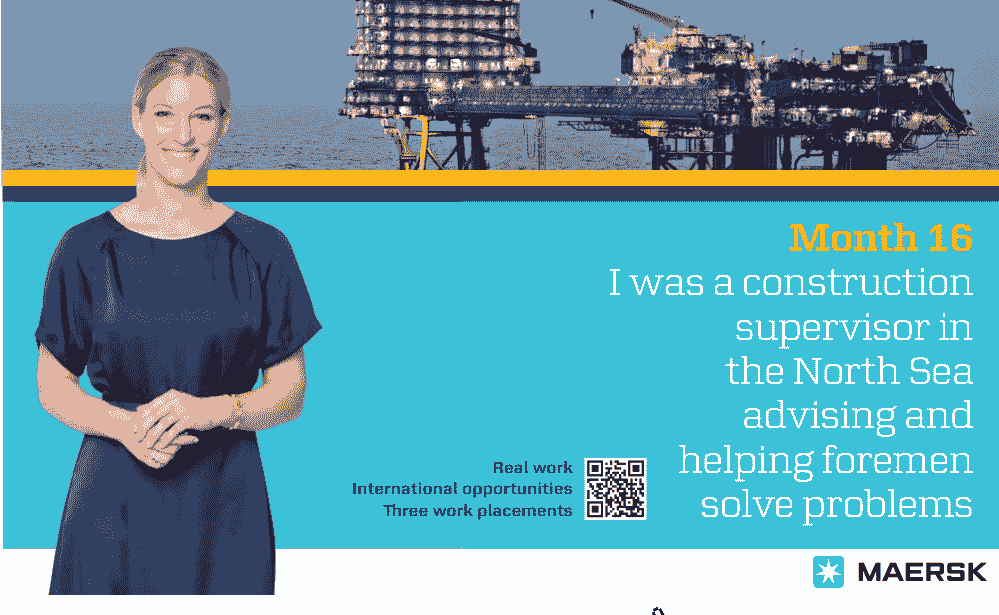 Month 16
I was a construction
supervisor in
the North Sea
advising and
helping foremen
solve problems
Real work
International opportunities
Three work placements
MAERSK